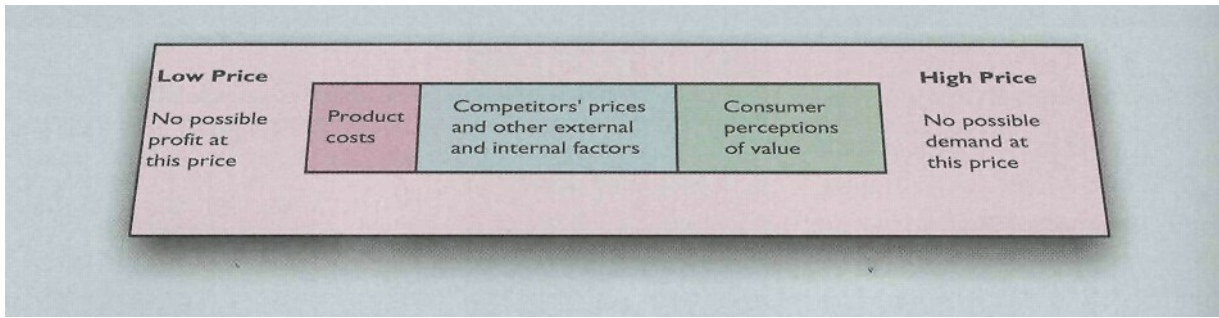 Low Price
No possible
profit at
this price
Product
costs
Competitors' prices
and other external
and internal factors
Consumer
perceptions
of value
High Price
No possible
demand at
this price